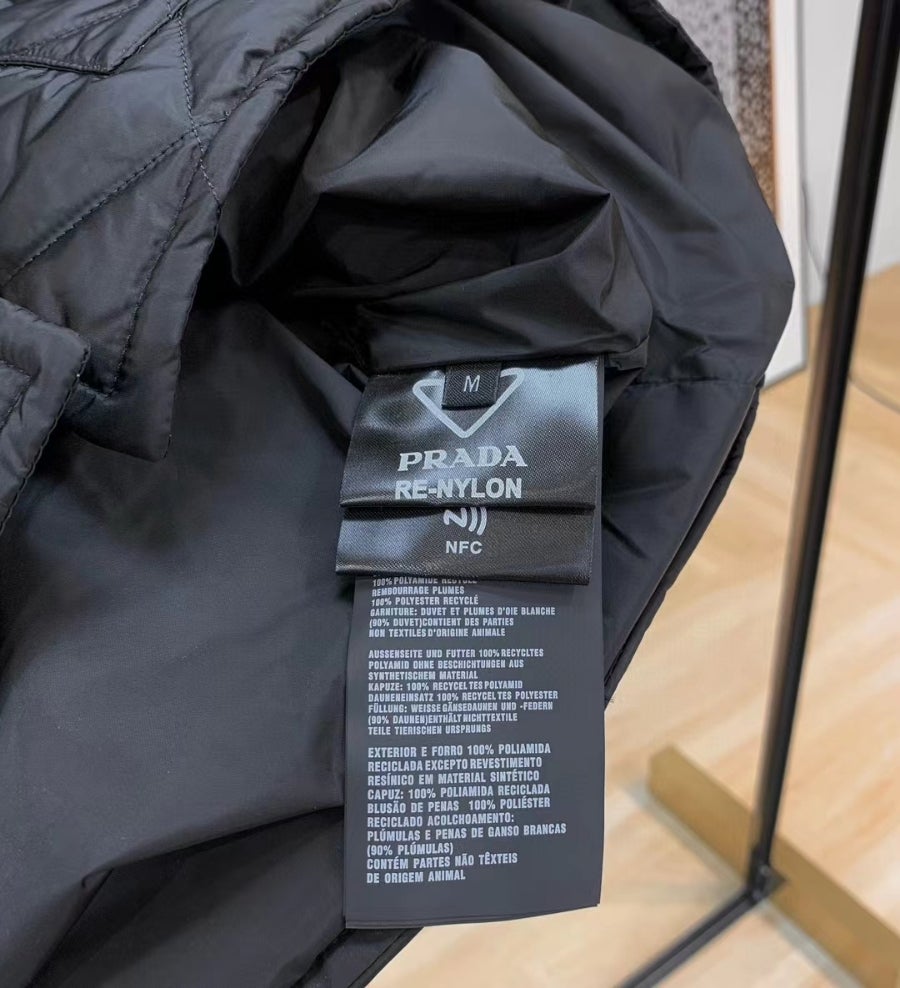 M
PRADA
RE-NYLON
NFC
100% POLYAMIDE RECYCLÉ
REMBOURRAGE PLUMES
100% POLYESTER RECYCLÉ
GARNITURE: DUVET ET PLUMES D'OIE BLANCHE
(90% DUVET)CONTIENT DES PARTIES
NON TEXTILES D'ORIGINE ANIMALE
AUSSENSEITE UND FUTTER 100% RECYCLTES
POLYAMID OHNE BESCHICHTUNGEN AUS
SYNTHETISCHEM MATERIAL
KAPUZE: 100% RECYCELTES POLYAMID
DAUNENEINSATZ 100% RECYCELTES POLYESTER
FÜLLUNG: WEISSE GÄNSEDAUNEN UND -FEDERN
(90% DAUNEN)ENTHÄLT NICHTTEXTILE
TEILE TIERISCHEN URSPRUNGS
EXTERIOR E FORRO 100% POLIAMIDA
RECICLADA EXCEPTO REVESTIMENTO
RESÍNICO EM MATERIAL SINTÉTICO
CAPUZ: 100% POLIAMIDA RECICLADA
BLUSÃO DE PENAS 100% POLIÉSTER
RECICLADO ACOLCHOAMENTO:
PLÚMULAS E PENAS DE GANSO BRANCAS
(90% PLÚMULAS)
CONTÉM PARTES NÃO TÊXTEIS
DE ORIGEM ANIMAL